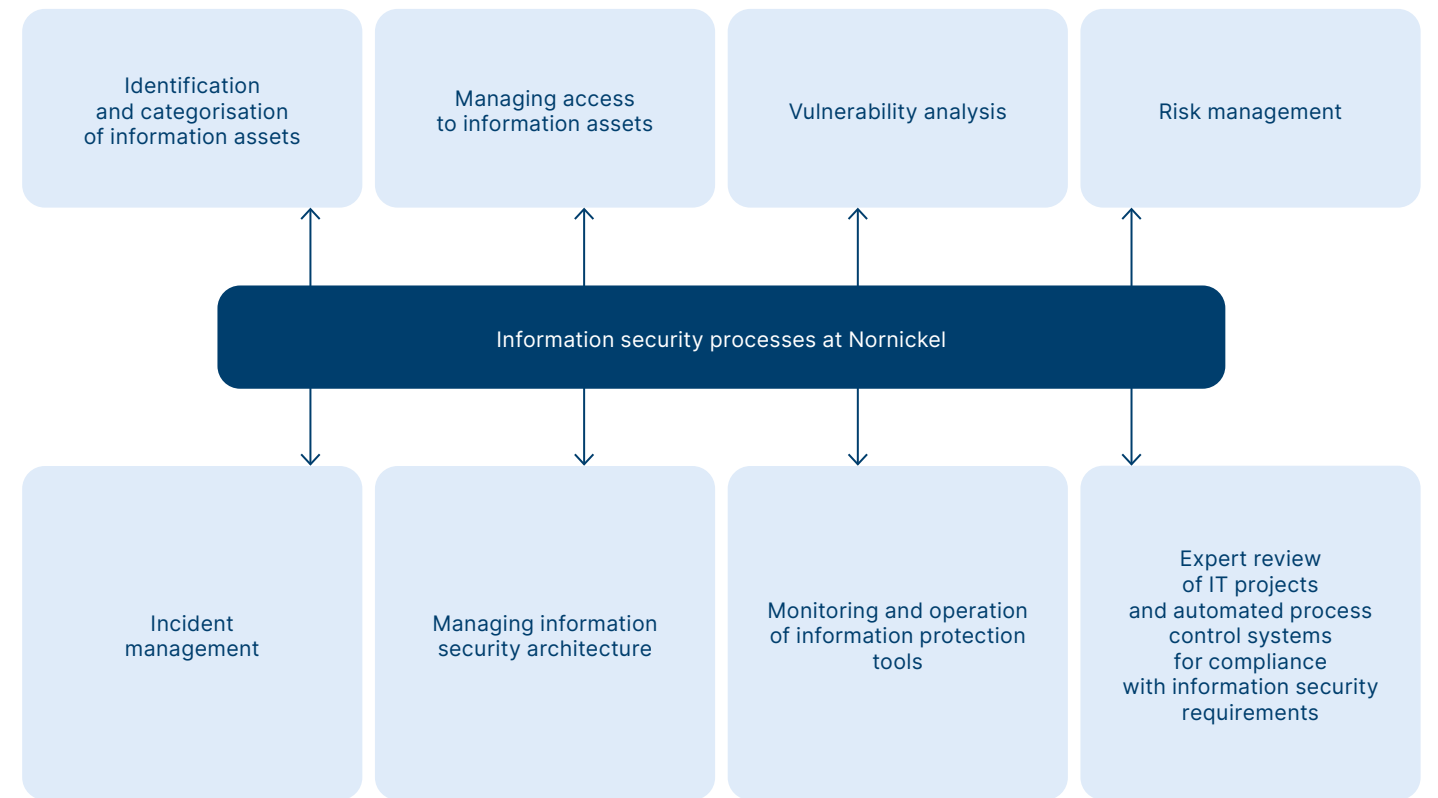 Identification
and categorisation
of information assets
Managing access
to information assets
Vulnerability analysis
Risk management
Information security processes at Nornickel
Incident
management
Managing information
security architecture
Monitoring and operation
of information protection
tools
Expert review
of IT projects
and automated process
control systems
for compliance
with information security
requirements